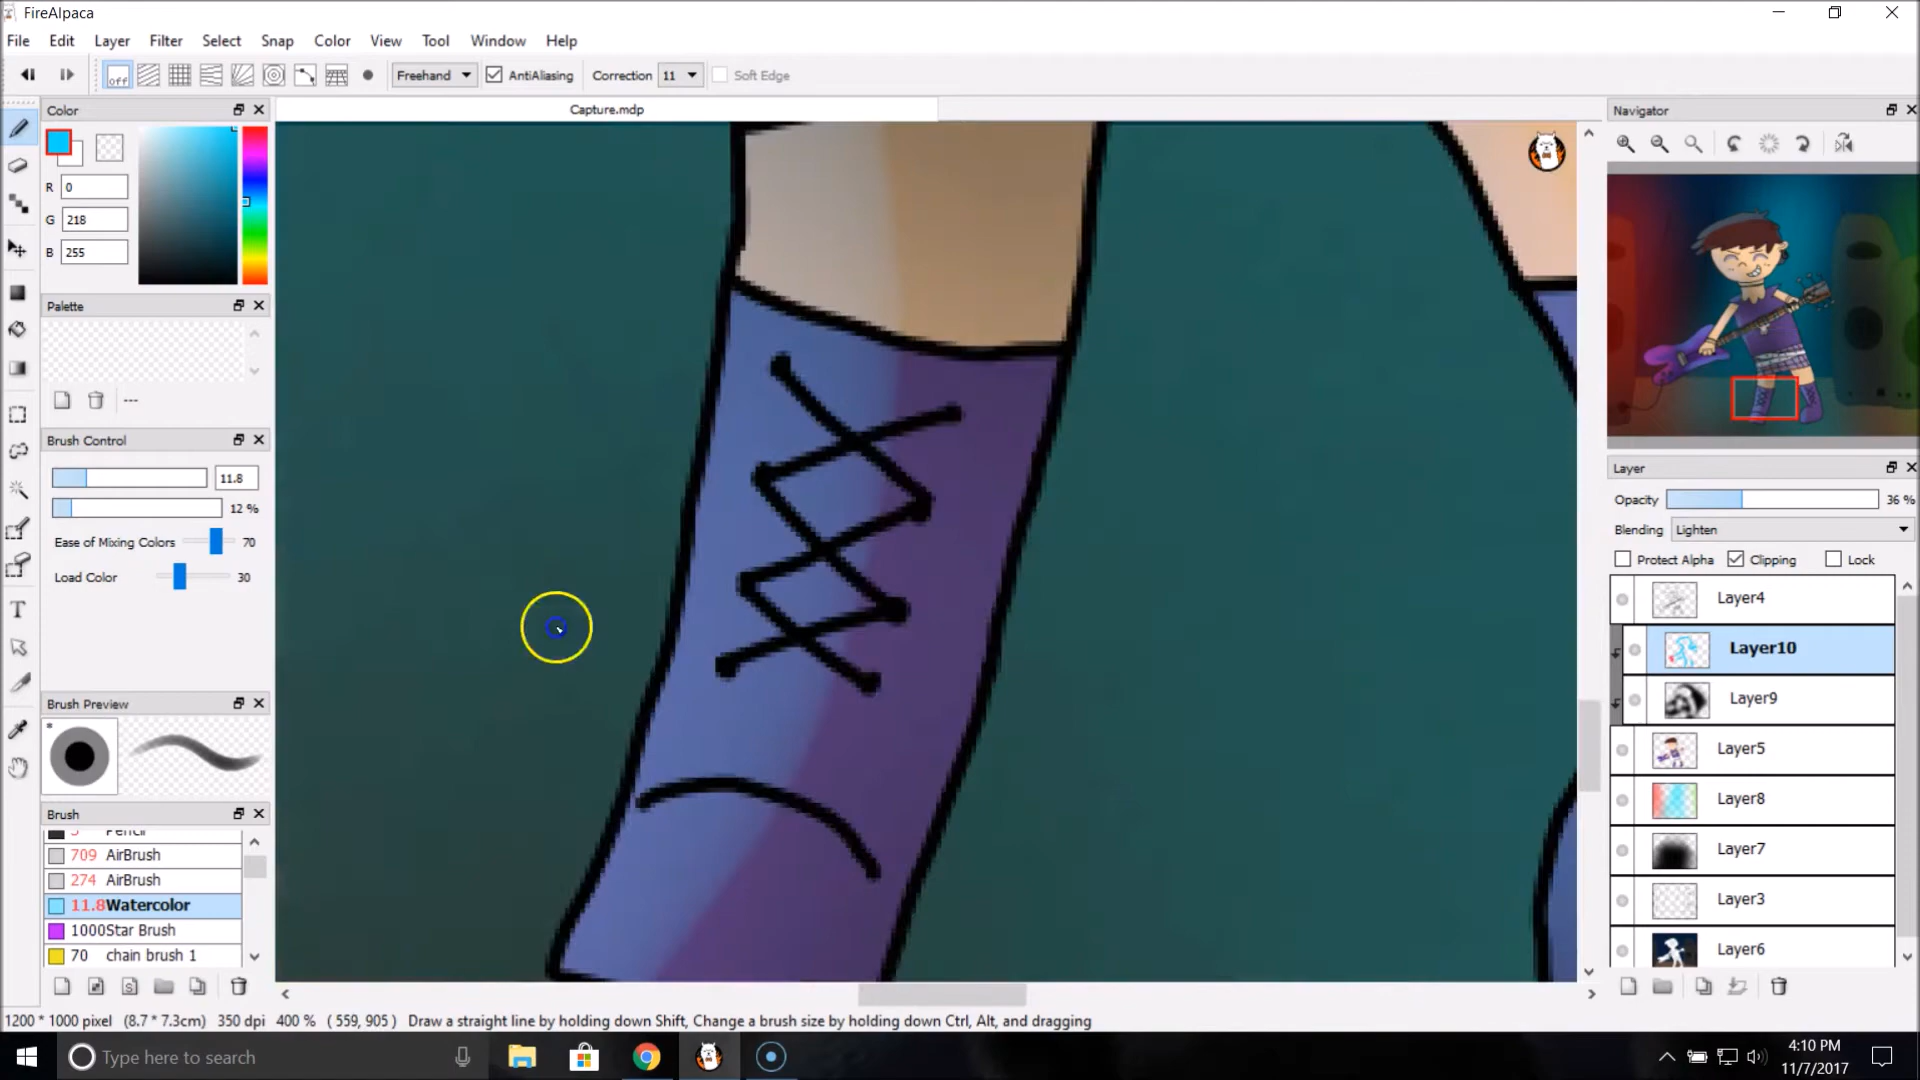 FireAlpaca
File Edit Layer Filter Select Snap Color View Tool Window Help
off Freehand AntiAliasing Correction 11 Soft Edge
Color Capture.mdp Navigator
R 0
G 218
B 255
Palette
---
Brush Control
11.8
12 %
Ease of Mixing Colors 70
Load Color 30
Brush Preview
Brush
5 Pencil
709 AirBrush
274 AirBrush
11.8 Watercolor
1000 Star Brush
70 chain brush 1
Layer
Opacity 36 %
Blending Lighten
Protect Alpha Clipping Lock
Layer4
Layer10
Layer9
Layer5
Layer8
Layer7
Layer3
Layer6
1200 * 1000 pixel (8.7 * 7.3cm) 350 dpi 400 % ( 559, 905 ) Draw a straight line by holding down Shift, Change a brush size by holding down Ctrl, Alt, and dragging
Type here to search
4:10 PM
11/7/2017